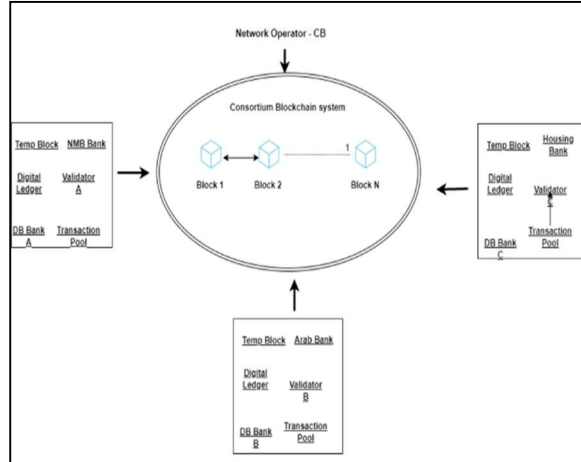 Network Operator - CB
Consortium Blockchain system
1
Block 1
Block 2
Block N
Temp Block NMB Bank
Digital Ledger
Validator A
DB Bank A
Transaction Pool
Temp Block
Housing Bank
Digital Ledger
Validator C
Transaction Pool
DB Bank C
Temp Block Arab Bank
Digital Ledger
Validator B
DB Bank B
Transaction Pool